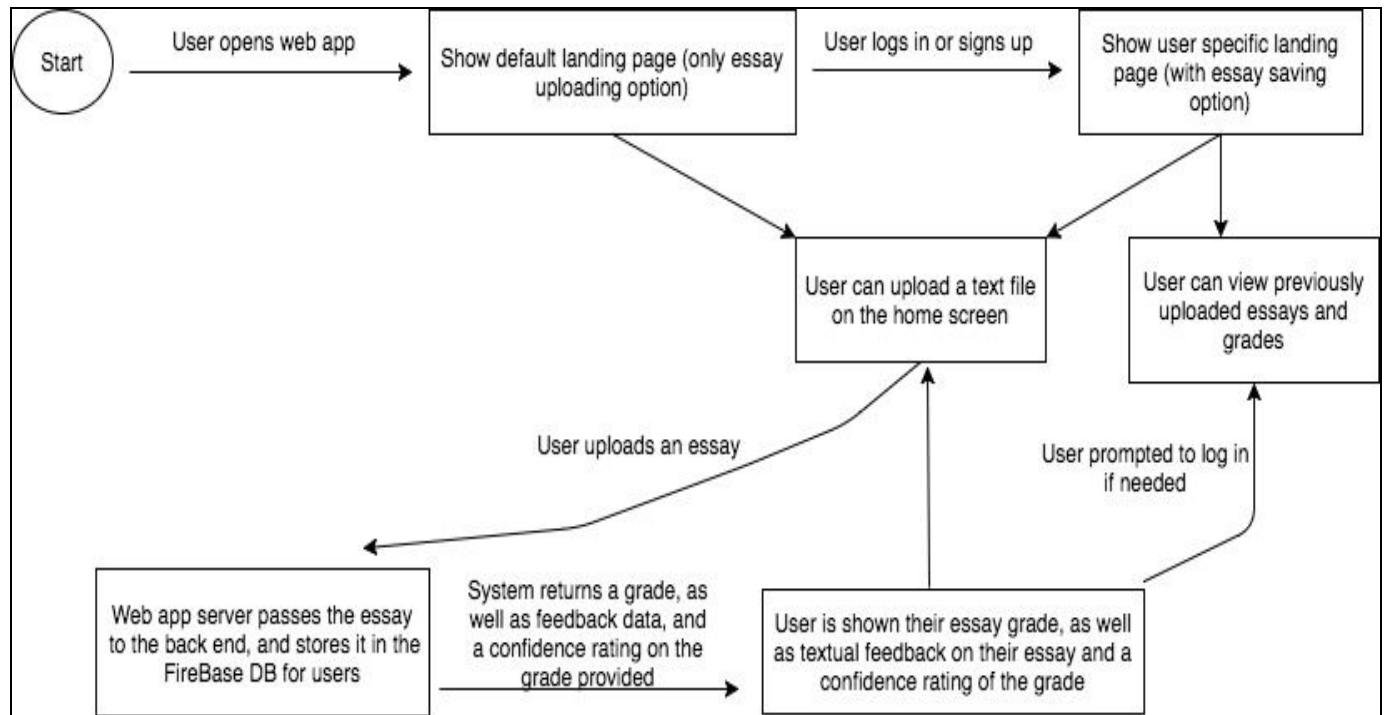 Start
User opens web app
Show default landing page (only essay
uploading option)
User logs in or signs up
Show user specific landing
page (with essay saving
option)
User can upload a text file
on the home screen
User can view previously
uploaded essays and
grades
User uploads an essay
User prompted to log in
if needed
Web app server passes the essay
to the back end, and stores it in the
FireBase DB for users
System returns a grade, as
well as feedback data, and
a confidence rating on the
grade provided
User is shown their essay grade, as well
as textual feedback on their essay and a
confidence rating of the grade